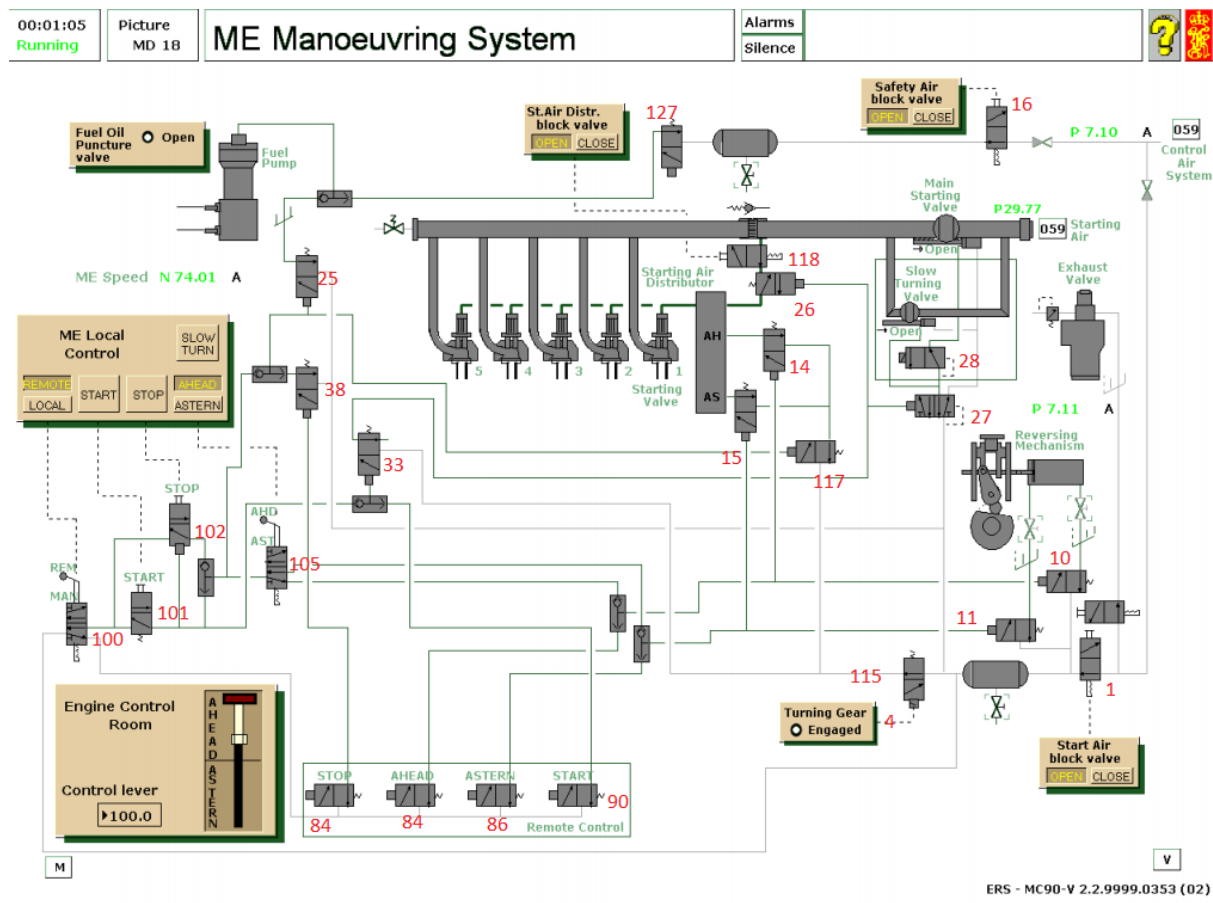 00:01:05
Running
Picture
MD 18
ME Manoeuvring System
Alarms
Silence
?
Fuel Oil
Puncture
valve
Open
Fuel
Pump
St.Air Distr.
block valve
OPEN CLOSE
127
Safety Air
block valve
OPEN CLOSE
16
P 7.10 A 059
Control
Air
System
Main
Starting
Valve
P29.77
059 Starting
Air
Open
ME Speed N 74.01 A
25
Starting Air
Distributor
118
26
Slow
Turning
Valve
Open
Exhaust
Valve
ME Local
Control
SLOW
TURN
REMOTE
LOCAL
START
STOP
AHEAD
ASTERN
38
5 4 3 2 1
Starting
Valve
AH
AS
14
28
27
P 7.11 A
15
117
Reversing
Mechanism
33
STOP
102
AHD
AST
105
REM
MAN
100
START
101
10
11
115
1
Turning Gear
Engaged
4
Start Air
block valve
OPEN CLOSE
Engine Control
Room
AHEAD
ASTERN
Control lever
100.0
STOP AHEAD ASTERN START
84 84 86 90
Remote Control
M
V
ERS - MC90-V 2.2.9999.0353 (02)